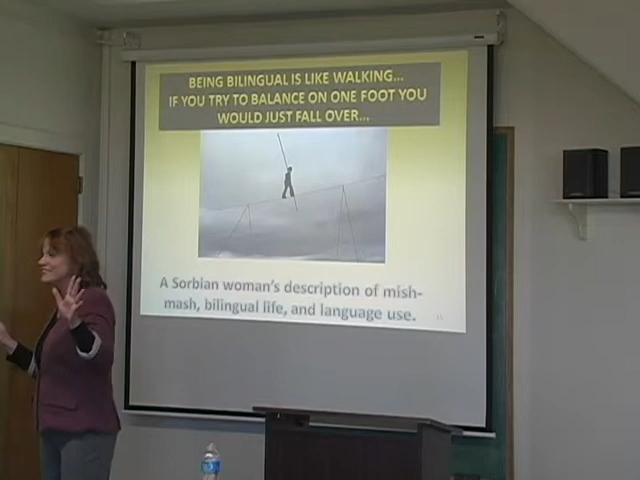 BEING BILINGUAL IS LIKE WALKING...
IF YOU TRY TO BALANCE ON ONE FOOT YOU
WOULD JUST FALL OVER...
A Sorbian woman's description of mish-
mash, bilingual life, and language use.